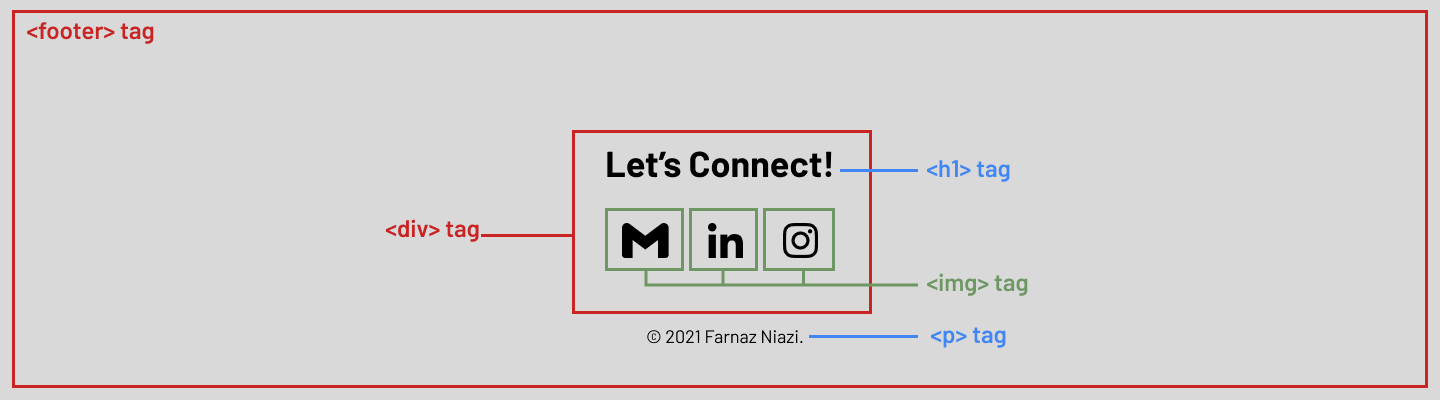 <footer> tag
Let’s Connect!
<h1> tag
<div> tag
in
<img> tag
© 2021 Farnaz Niazi.
<p> tag